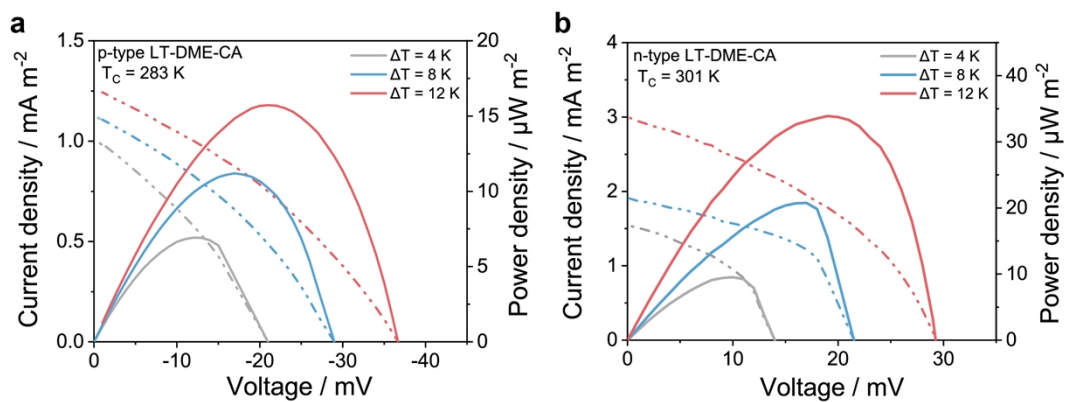 a
p-type LT-DME-CA
T_C = 283 K
ΔT = 4 K
ΔT = 8 K
ΔT = 12 K
Current density / mA m⁻²
1.5
1.0
0.5
0.0
Power density / μW m⁻²
20
15
10
5
0
0 -10 -20 -30 -40
Voltage / mV
b
n-type LT-DME-CA
T_C = 301 K
ΔT = 4 K
ΔT = 8 K
ΔT = 12 K
Current density / mA m⁻²
4
3
2
1
0
Power density / μW m⁻²
40
30
20
10
0
0 10 20 30
Voltage / mV